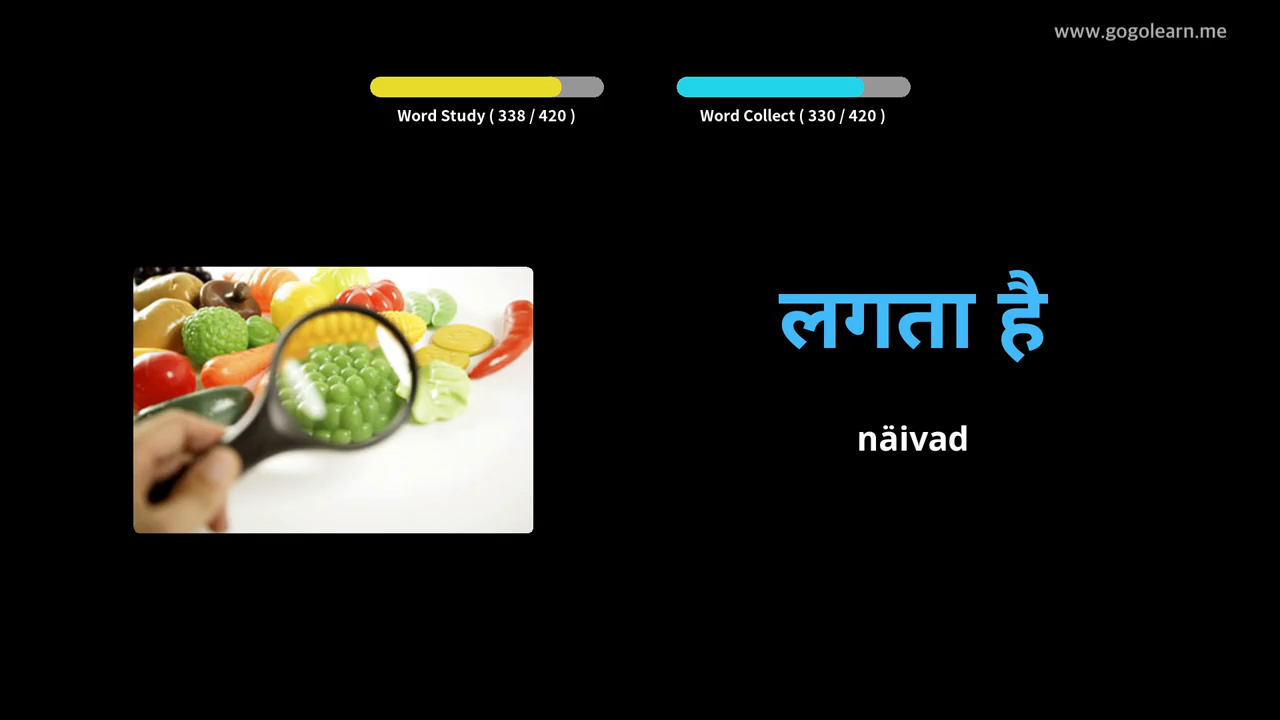 www.gogolearn.me
Word Study ( 338 / 420 )
Word Collect ( 330 / 420 )
लगता है
näivad